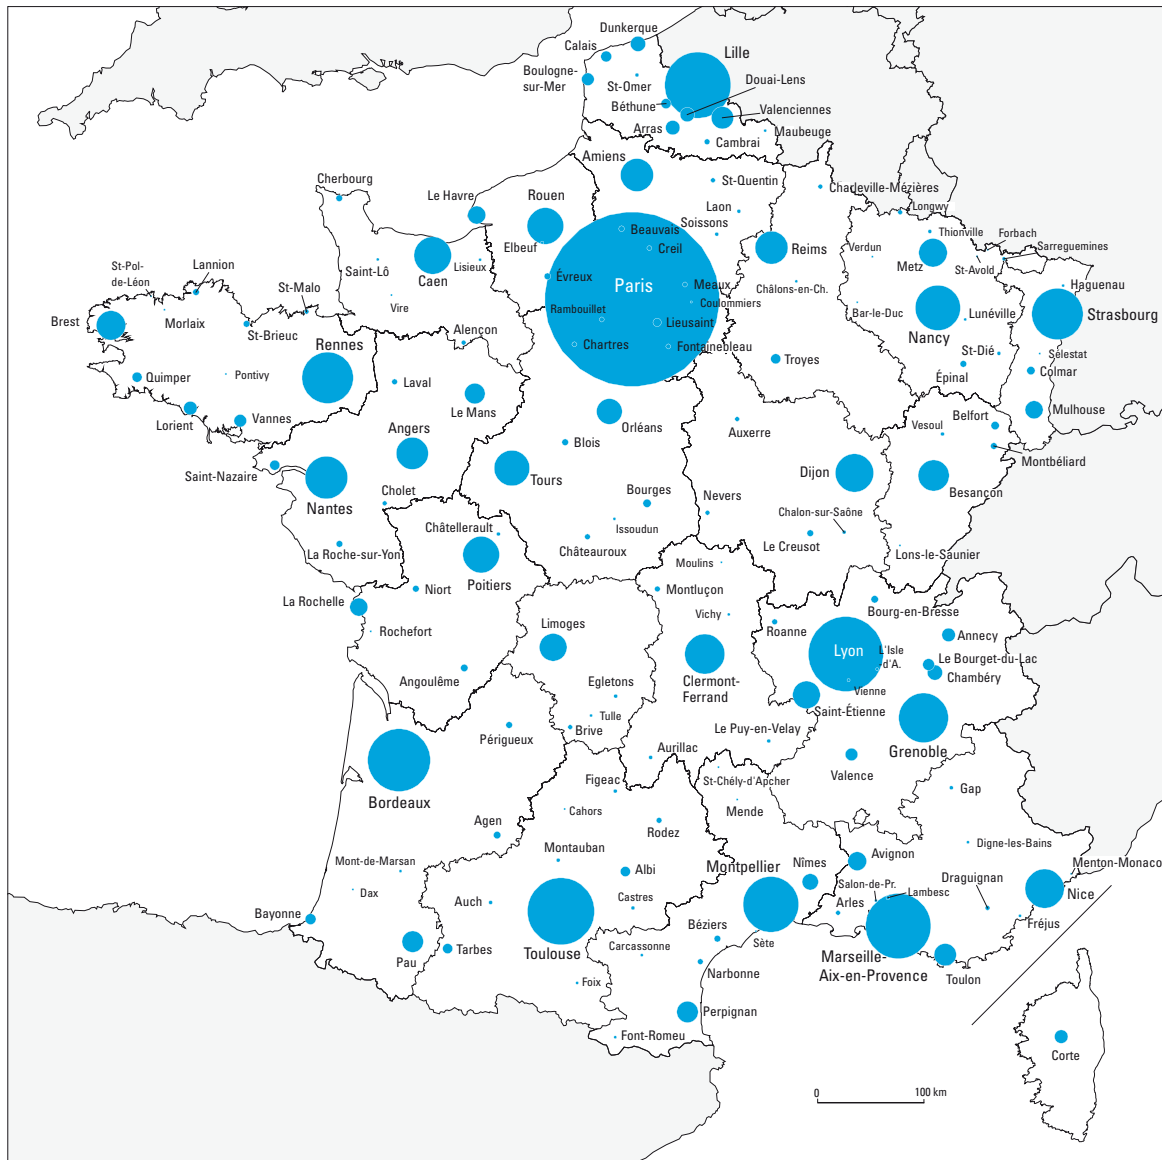 Dunkerque
Calais
Lille
Boulogne-
sur-Mer
St-Omer
Douai-Lens
Béthune
Valenciennes
Arras
Cambrai
Maubeuge
Amiens
St-Quentin
Charleville-Mézières
Cherbourg
Le Havre
Rouen
Laon
Longwy
Soissons
Beauvais
Thionville
Forbach
Elbeuf
Creil
Reims
Verdun
Sarreguemines
Saint-Lô
Caen
Lisieux
Metz
St-Avold
St-Pol-
de-Léon
Lannion
Évreux
Paris
Meaux
Châlons-en-Ch.
Haguenau
St-Malo
Vire
Rambouillet
Coulommiers
Bar-le-Duc
Lunéville
Strasbourg
Brest
Morlaix
St-Brieuc
Alençon
Lieusaint
Nancy
Rennes
Chartres
Fontainebleau
Troyes
St-Dié
Sélestat
Quimper
Pontivy
Laval
Épinal
Colmar
Le Mans
Mulhouse
Lorient
Vannes
Angers
Orléans
Auxerre
Belfort
Vesoul
Blois
Montbéliard
Saint-Nazaire
Tours
Dijon
Besançon
Nantes
Cholet
Bourges
Nevers
Chalon-sur-Saône
Issoudun
Châtellerault
Châteauroux
Le Creusot
La Roche-sur-Yon
Lons-le-Saunier
Moulins
Poitiers
Niort
Montluçon
La Rochelle
Vichy
Bourg-en-Bresse
Roanne
Rochefort
Limoges
Annecy
Lyon
L'Isle
-d'A.
Le Bourget-du-Lac
Chambéry
Angoulême
Clermont-
Ferrand
Egletons
Vienne
Saint-Étienne
Tulle
Périgueux
Brive
Le Puy-en-Velay
Grenoble
Aurillac
Valence
Bordeaux
Figeac
St-Chély-d'Apcher
Gap
Cahors
Mende
Agen
Rodez
Montauban
Digne-les-Bains
Mont-de-Marsan
Albi
Montpellier
Nîmes
Avignon
Menton-Monaco
Draguignan
Dax
Salon-de-Pr.
Lambesc
Nice
Auch
Castres
Arles
Bayonne
Béziers
Fréjus
Sète
Pau
Tarbes
Toulouse
Carcassonne
Marseille-
Aix-en-Provence
Narbonne
Toulon
Foix
Perpignan
Font-Romeu
Corte
0
100 km